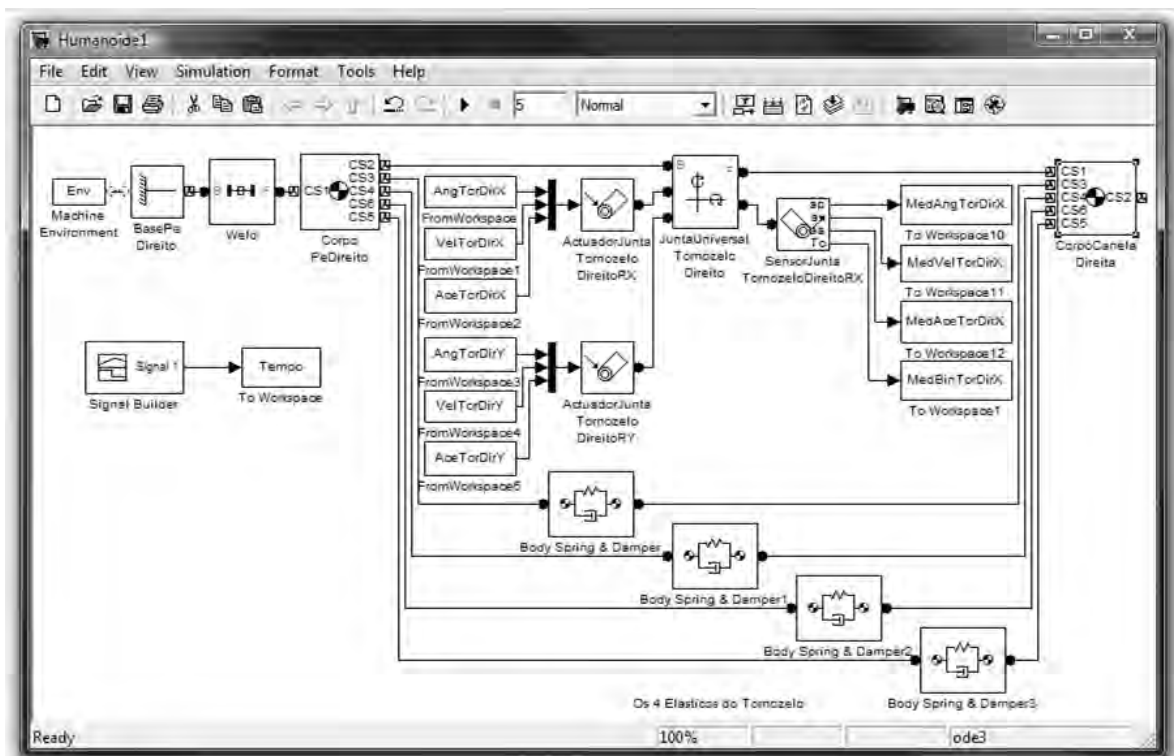 Humanoide1
File Edit View Simulation Format Tools Help
5 Normal
Env
Machine
Environment
BasePe
Direito
B F
Weld
CS1
CS2
CS3
CS4
CS6
CS5
Corpo
PeDireito
AngTorDirX
FromWorkspace
VelTorDirX
FromWorkspace1
AceTorDirX
FromWorkspace2
ActuadorJunta
Tornozelo
DireitoRX
B F
JuntaUniversal
Tornozelo
Direito
ap
av
aa
Tc
SensorJunta
TornozeloDireitoRX
MedAngTorDirX
To Workspace10
MedVelTorDirX
To Workspace11
MedAceTorDirX
To Workspace12
MedBinTorDirX
To Workspace1
CS1
CS3
CS4
CS6
CS5
CS2
CorpoCanela
Direita
Signal 1
Signal Builder
Tempo
To Workspace
AngTorDirY
FromWorkspace3
VelTorDirY
FromWorkspace4
AceTorDirY
FromWorkspace5
ActuadorJunta
Tornozelo
DireitoRY
Body Spring & Damper
Body Spring & Damper1
Body Spring & Damper2
Body Spring & Damper3
Os 4 Elasticos do Tornozelo
Ready 100% ode3